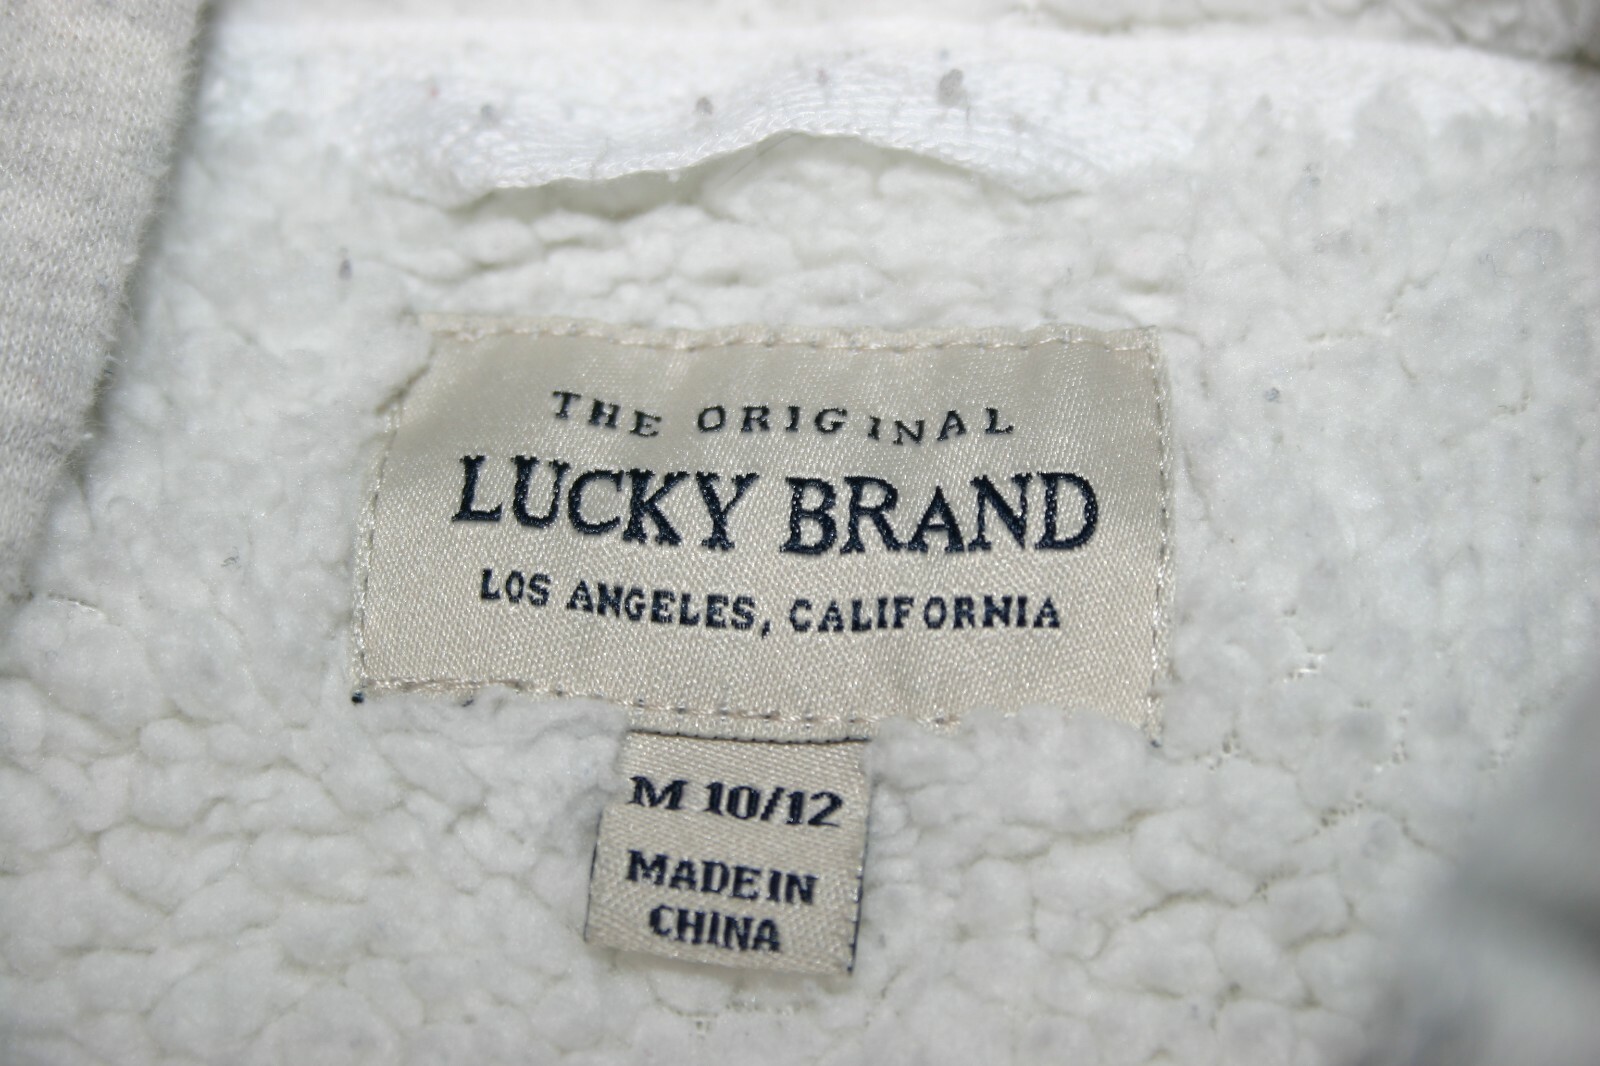 THE ORIGINAL
LUCKY BRAND
LOS ANGELES, CALIFORNIA
M 10/12
MADE IN
CHINA